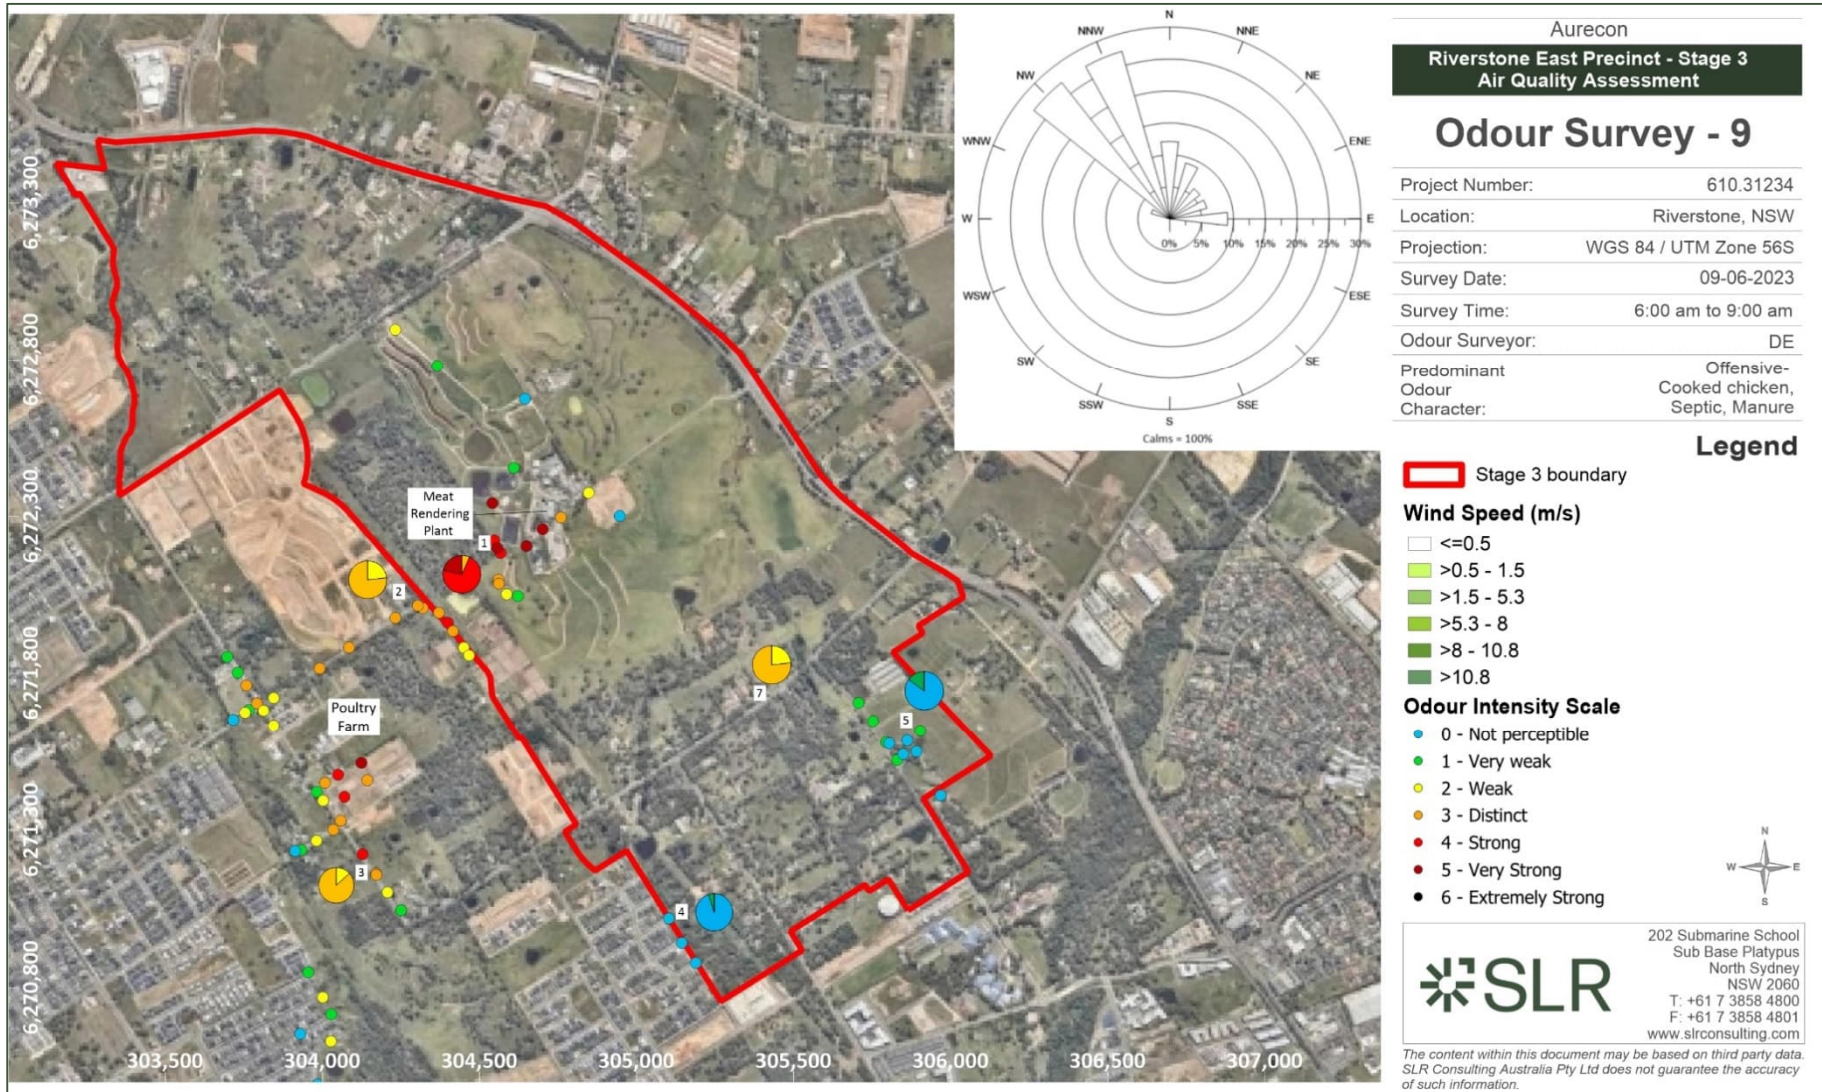 N
NNE
NE
ENE
E
ESE
SE
SSE
S
SSW
SW
WSW
W
WNW
NW
NNW
0% 5% 10% 15% 20% 25% 30%
Calms = 100%
6,273,300
6,272,800
6,272,300
6,271,800
6,271,300
6,270,800
303,500 304,000 304,500 305,000 305,500 306,000 306,500 307,000
Meat
Rendering
Plant
1
2
Poultry
Farm
3
4
5
7
Aurecon
Riverstone East Precinct - Stage 3
Air Quality Assessment
Odour Survey - 9
Project Number: 610.31234
Location: Riverstone, NSW
Projection: WGS 84 / UTM Zone 56S
Survey Date: 09-06-2023
Survey Time: 6:00 am to 9:00 am
Odour Surveyor: DE
Predominant Offensive-
Odour Cooked chicken,
Character: Septic, Manure
Legend
Stage 3 boundary
Wind Speed (m/s)
<=0.5
>0.5 - 1.5
>1.5 - 5.3
>5.3 - 8
>8 - 10.8
>10.8
Odour Intensity Scale
0 - Not perceptible
1 - Very weak
2 - Weak
3 - Distinct
4 - Strong
5 - Very Strong
6 - Extremely Strong
N
W E
S
SLR
202 Submarine School
Sub Base Platypus
North Sydney
NSW 2060
T: +61 7 3858 4800
F: +61 7 3858 4801
www.slrconsulting.com
The content within this document may be based on third party data.
SLR Consulting Australia Pty Ltd does not guarantee the accuracy
of such information.